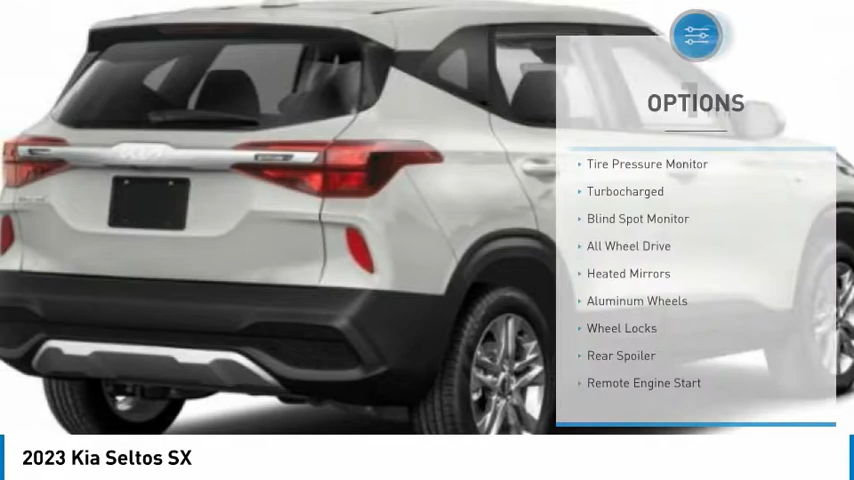 OPTIONS
Tire Pressure Monitor
Turbocharged
Blind Spot Monitor
All Wheel Drive
Heated Mirrors
Aluminum Wheels
Wheel Locks
Rear Spoiler
Remote Engine Start
2023 Kia Seltos SX